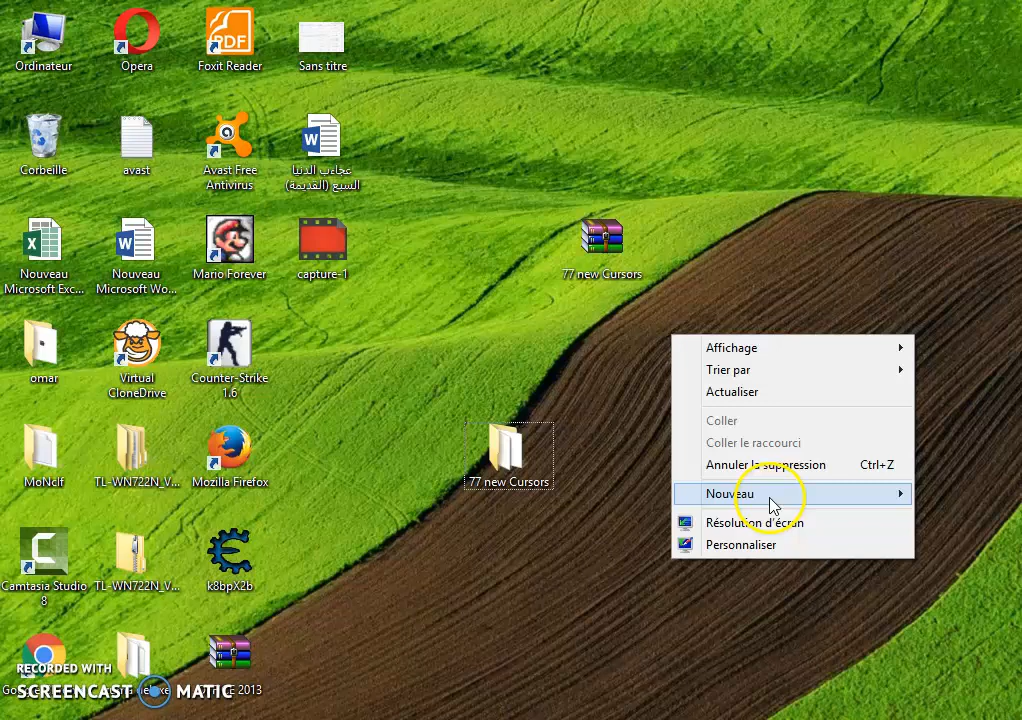 Ordinateur
Opera
Foxit Reader
Sans titre
PDF
Corbeille
avast
Avast Free
Antivirus
عجائب الدنيا
السبع (القديمة)
Nouveau
Microsoft Exc...
Nouveau
Microsoft Wo...
Mario Forever
capture-1
77 new Cursors
omar
Virtual
CloneDrive
Counter-Strike
1.6
MoNclf
TL-WN722N_V...
Mozilla Firefox
77 new Cursors
Camtasia Studio
8
TL-WN722N_V...
k8bpX2b
2013
RECORDED WITH
SCREENCAST MATIC
Affichage
Trier par
Actualiser
Coller
Coller le raccourci
Annuler la suppression Ctrl+Z
Nouveau
Résolution d'écran
Personnaliser